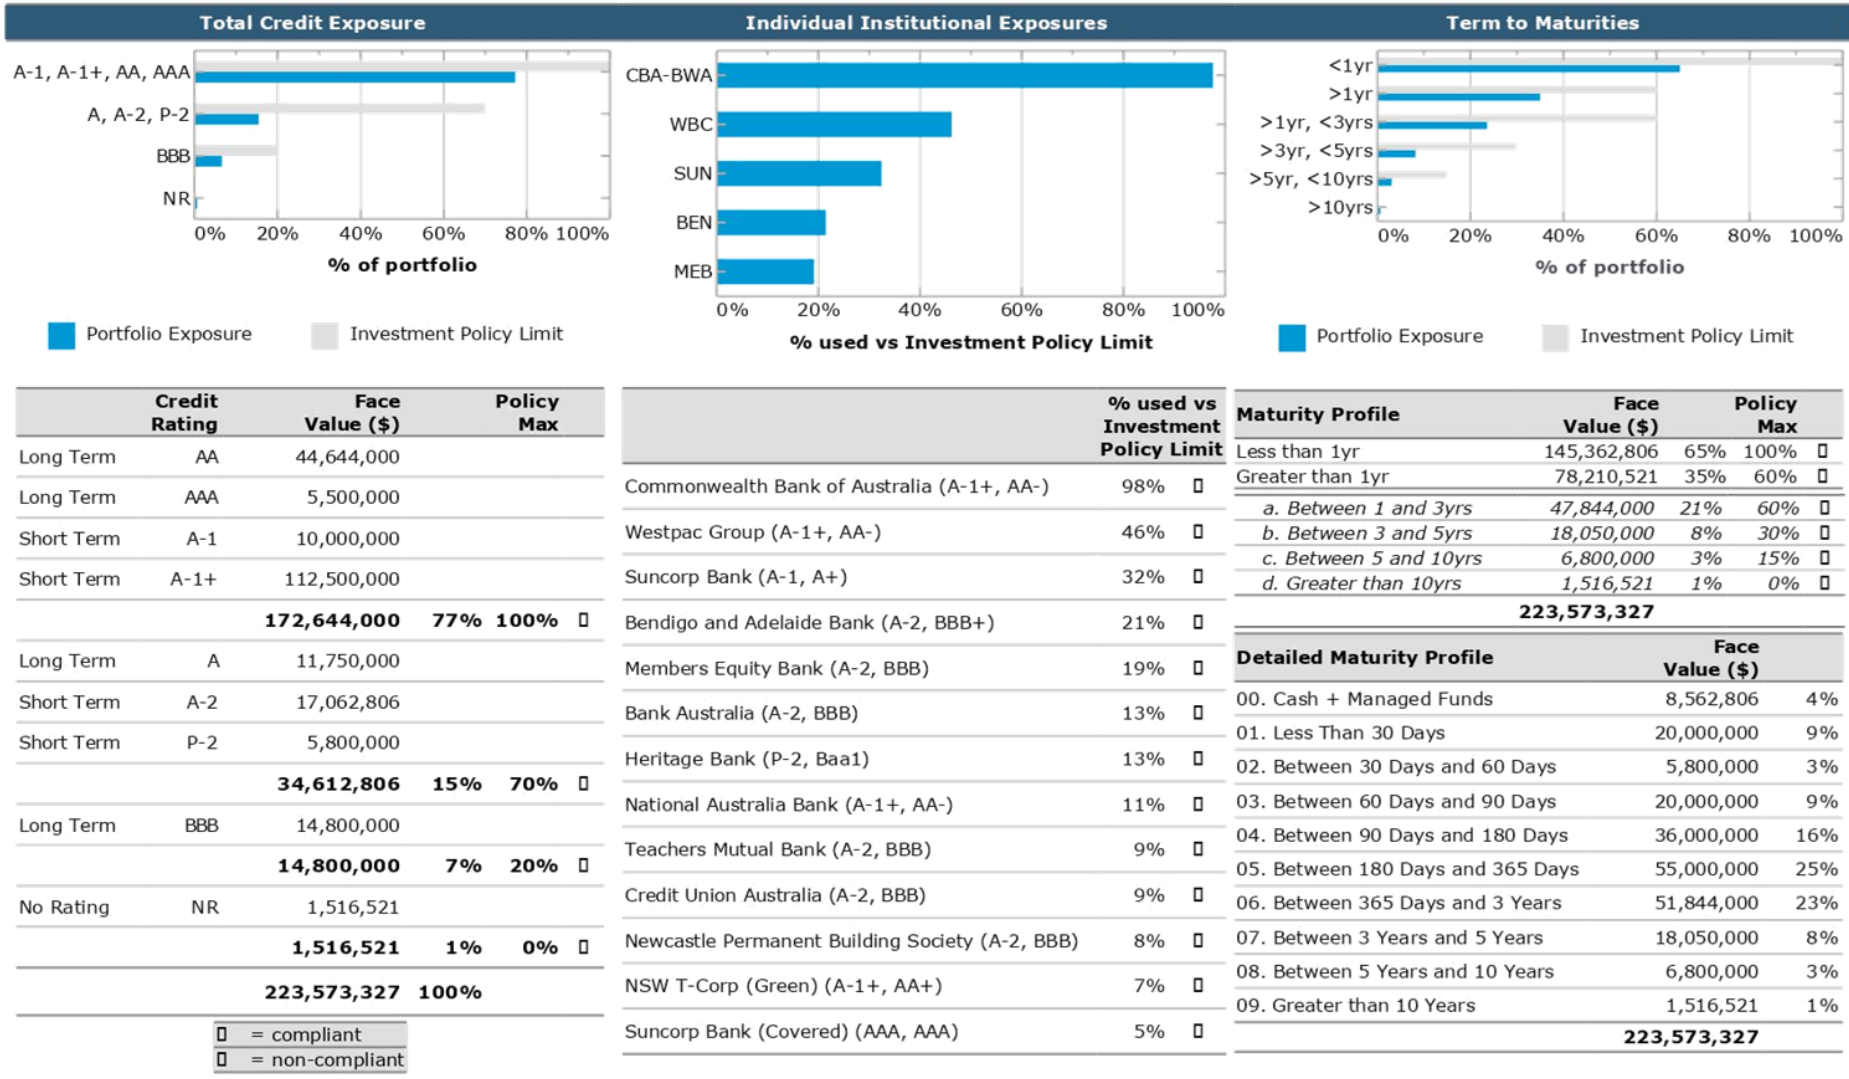 Total Credit Exposure
A-1, A-1+, AA, AAA
A, A-2, P-2
BBB
NR
0% 20% 40% 60% 80% 100%
% of portfolio
Portfolio Exposure Investment Policy Limit
Credit Rating Face Value ($) Policy Max
Long Term AA 44,644,000
Long Term AAA 5,500,000
Short Term A-1 10,000,000
Short Term A-1+ 112,500,000
172,644,000 77% 100% ▯
Long Term A 11,750,000
Short Term A-2 17,062,806
Short Term P-2 5,800,000
34,612,806 15% 70% ▯
Long Term BBB 14,800,000
14,800,000 7% 20% ▯
No Rating NR 1,516,521
1,516,521 1% 0% ▯
223,573,327 100%
▯ = compliant
▯ = non-compliant
Individual Institutional Exposures
CBA-BWA
WBC
SUN
BEN
MEB
0% 20% 40% 60% 80% 100%
% used vs Investment Policy Limit
% used vs
Investment
Policy Limit
Commonwealth Bank of Australia (A-1+, AA-) 98% ▯
Westpac Group (A-1+, AA-) 46% ▯
Suncorp Bank (A-1, A+) 32% ▯
Bendigo and Adelaide Bank (A-2, BBB+) 21% ▯
Members Equity Bank (A-2, BBB) 19% ▯
Bank Australia (A-2, BBB) 13% ▯
Heritage Bank (P-2, Baa1) 13% ▯
National Australia Bank (A-1+, AA-) 11% ▯
Teachers Mutual Bank (A-2, BBB) 9% ▯
Credit Union Australia (A-2, BBB) 9% ▯
Newcastle Permanent Building Society (A-2, BBB) 8% ▯
NSW T-Corp (Green) (A-1+, AA+) 7% ▯
Suncorp Bank (Covered) (AAA, AAA) 5% ▯
Term to Maturities
<1yr
>1yr
>1yr, <3yrs
>3yr, <5yrs
>5yr, <10yrs
>10yrs
0% 20% 40% 60% 80% 100%
% of portfolio
Portfolio Exposure Investment Policy Limit
Maturity Profile Face Value ($) Policy Max
Less than 1yr 145,362,806 65% 100% ▯
Greater than 1yr 78,210,521 35% 60% ▯
a. Between 1 and 3yrs 47,844,000 21% 60% ▯
b. Between 3 and 5yrs 18,050,000 8% 30% ▯
c. Between 5 and 10yrs 6,800,000 3% 15% ▯
d. Greater than 10yrs 1,516,521 1% 0% ▯
223,573,327
Detailed Maturity Profile Face Value ($)
00. Cash + Managed Funds 8,562,806 4%
01. Less Than 30 Days 20,000,000 9%
02. Between 30 Days and 60 Days 5,800,000 3%
03. Between 60 Days and 90 Days 20,000,000 9%
04. Between 90 Days and 180 Days 36,000,000 16%
05. Between 180 Days and 365 Days 55,000,000 25%
06. Between 365 Days and 3 Years 51,844,000 23%
07. Between 3 Years and 5 Years 18,050,000 8%
08. Between 5 Years and 10 Years 6,800,000 3%
09. Greater than 10 Years 1,516,521 1%
223,573,327